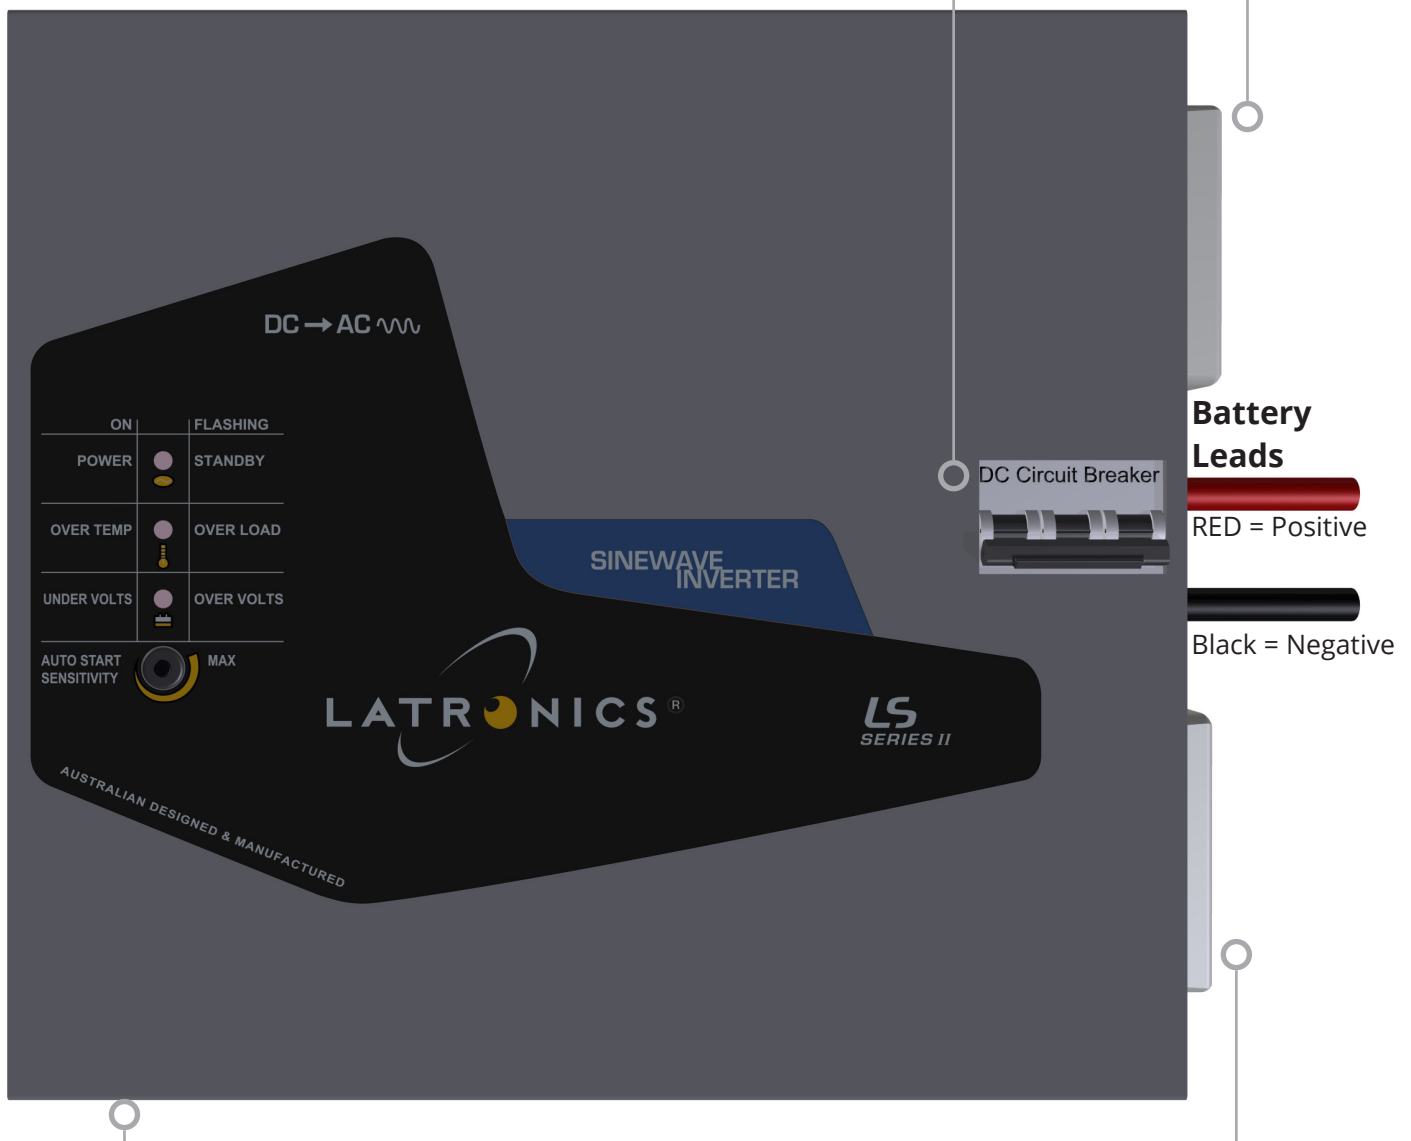 DC → AC
ON FLASHING
POWER STANDBY
OVER TEMP OVER LOAD
UNDER VOLTS OVER VOLTS
AUTO START
SENSITIVITY
MAX
SINEWAVE
INVERTER
LATRONICS®
LS
SERIES II
AUSTRALIAN DESIGNED & MANUFACTURED
DC Circuit Breaker
Battery
Leads
RED = Positive
Black = Negative